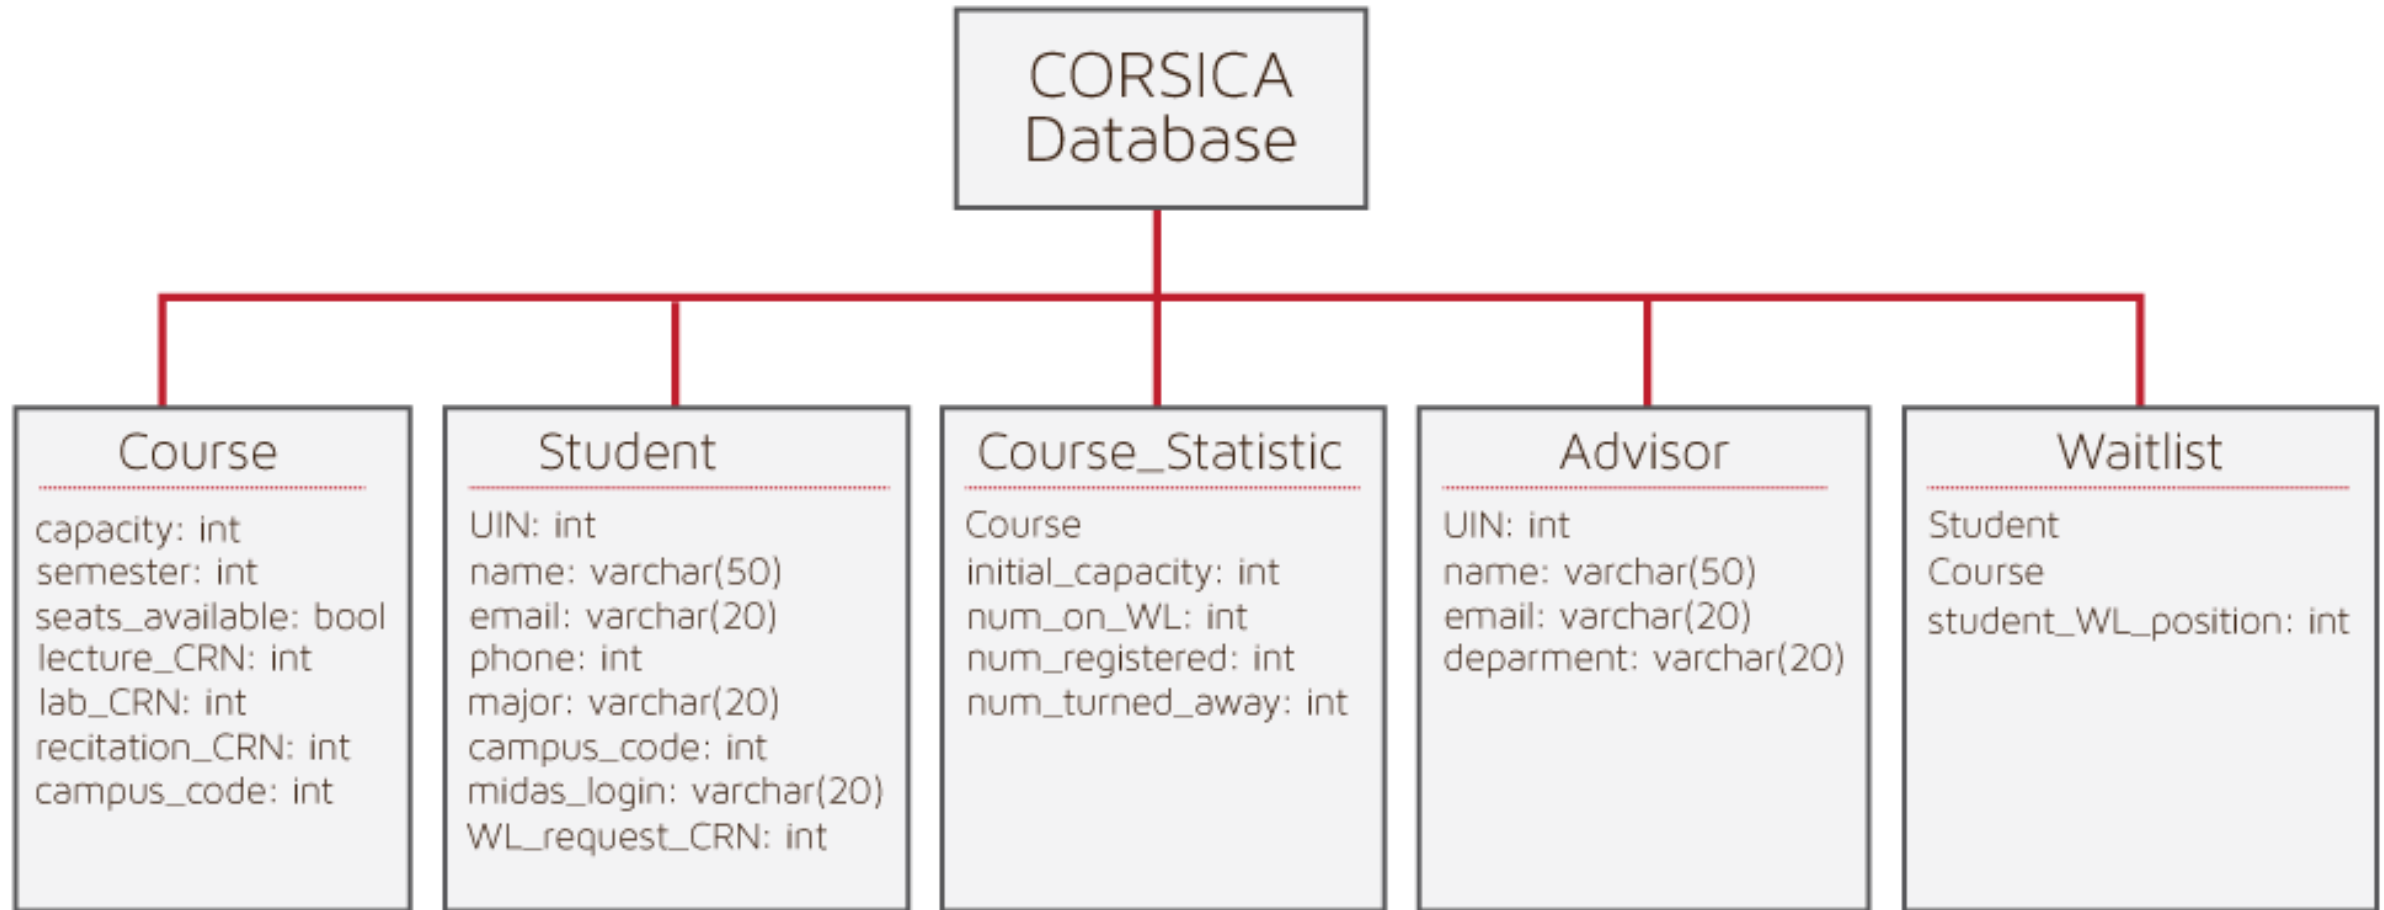 CORSICA
Database
Course
capacity: int
semester: int
seats_available: bool
lecture_CRN: int
lab_CRN: int
recitation_CRN: int
campus_code: int
Student
UIN: int
name: varchar(50)
email: varchar(20)
phone: int
major: varchar(20)
campus_code: int
midas_login: varchar(20)
WL_request_CRN: int
Course_Statistic
Course
initial_capacity: int
num_on_WL: int
num_registered: int
num_turned_away: int
Advisor
UIN: int
name: varchar(50)
email: varchar(20)
deparment: varchar(20)
Waitlist
Student
Course
student_WL_position: int